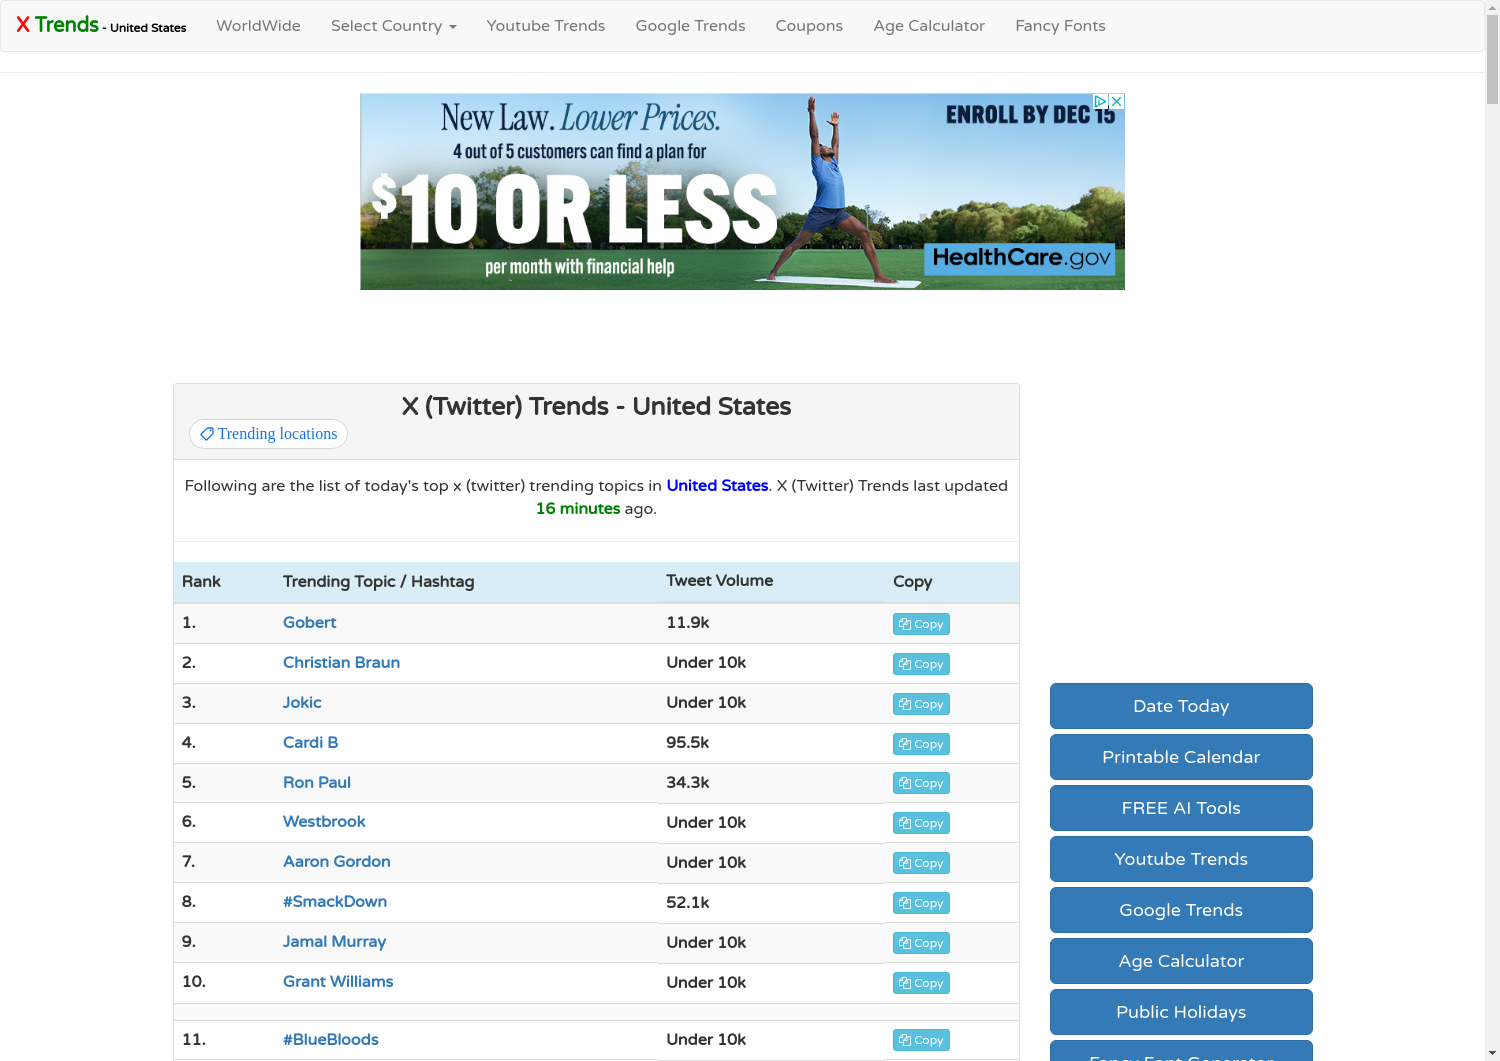 X Trends - United States WorldWide Select Country Youtube Trends Google Trends Coupons Age Calculator Fancy Fonts
New Law. Lower Prices.
4 out of 5 customers can find a plan for
$10 OR LESS
per month with financial help
ENROLL BY DEC 15
HealthCare.gov
X (Twitter) Trends - United States
Trending locations
Following are the list of today's top x (twitter) trending topics in United States. X (Twitter) Trends last updated
16 minutes ago.
Rank Trending Topic / Hashtag Tweet Volume Copy
1. Gobert 11.9k Copy
2. Christian Braun Under 10k Copy
3. Jokic Under 10k Copy
4. Cardi B 95.5k Copy
5. Ron Paul 34.3k Copy
6. Westbrook Under 10k Copy
7. Aaron Gordon Under 10k Copy
8. #SmackDown 52.1k Copy
9. Jamal Murray Under 10k Copy
10. Grant Williams Under 10k Copy
11. #BlueBloods Under 10k Copy
Date Today
Printable Calendar
FREE AI Tools
Youtube Trends
Google Trends
Age Calculator
Public Holidays
Fancy Font Generator